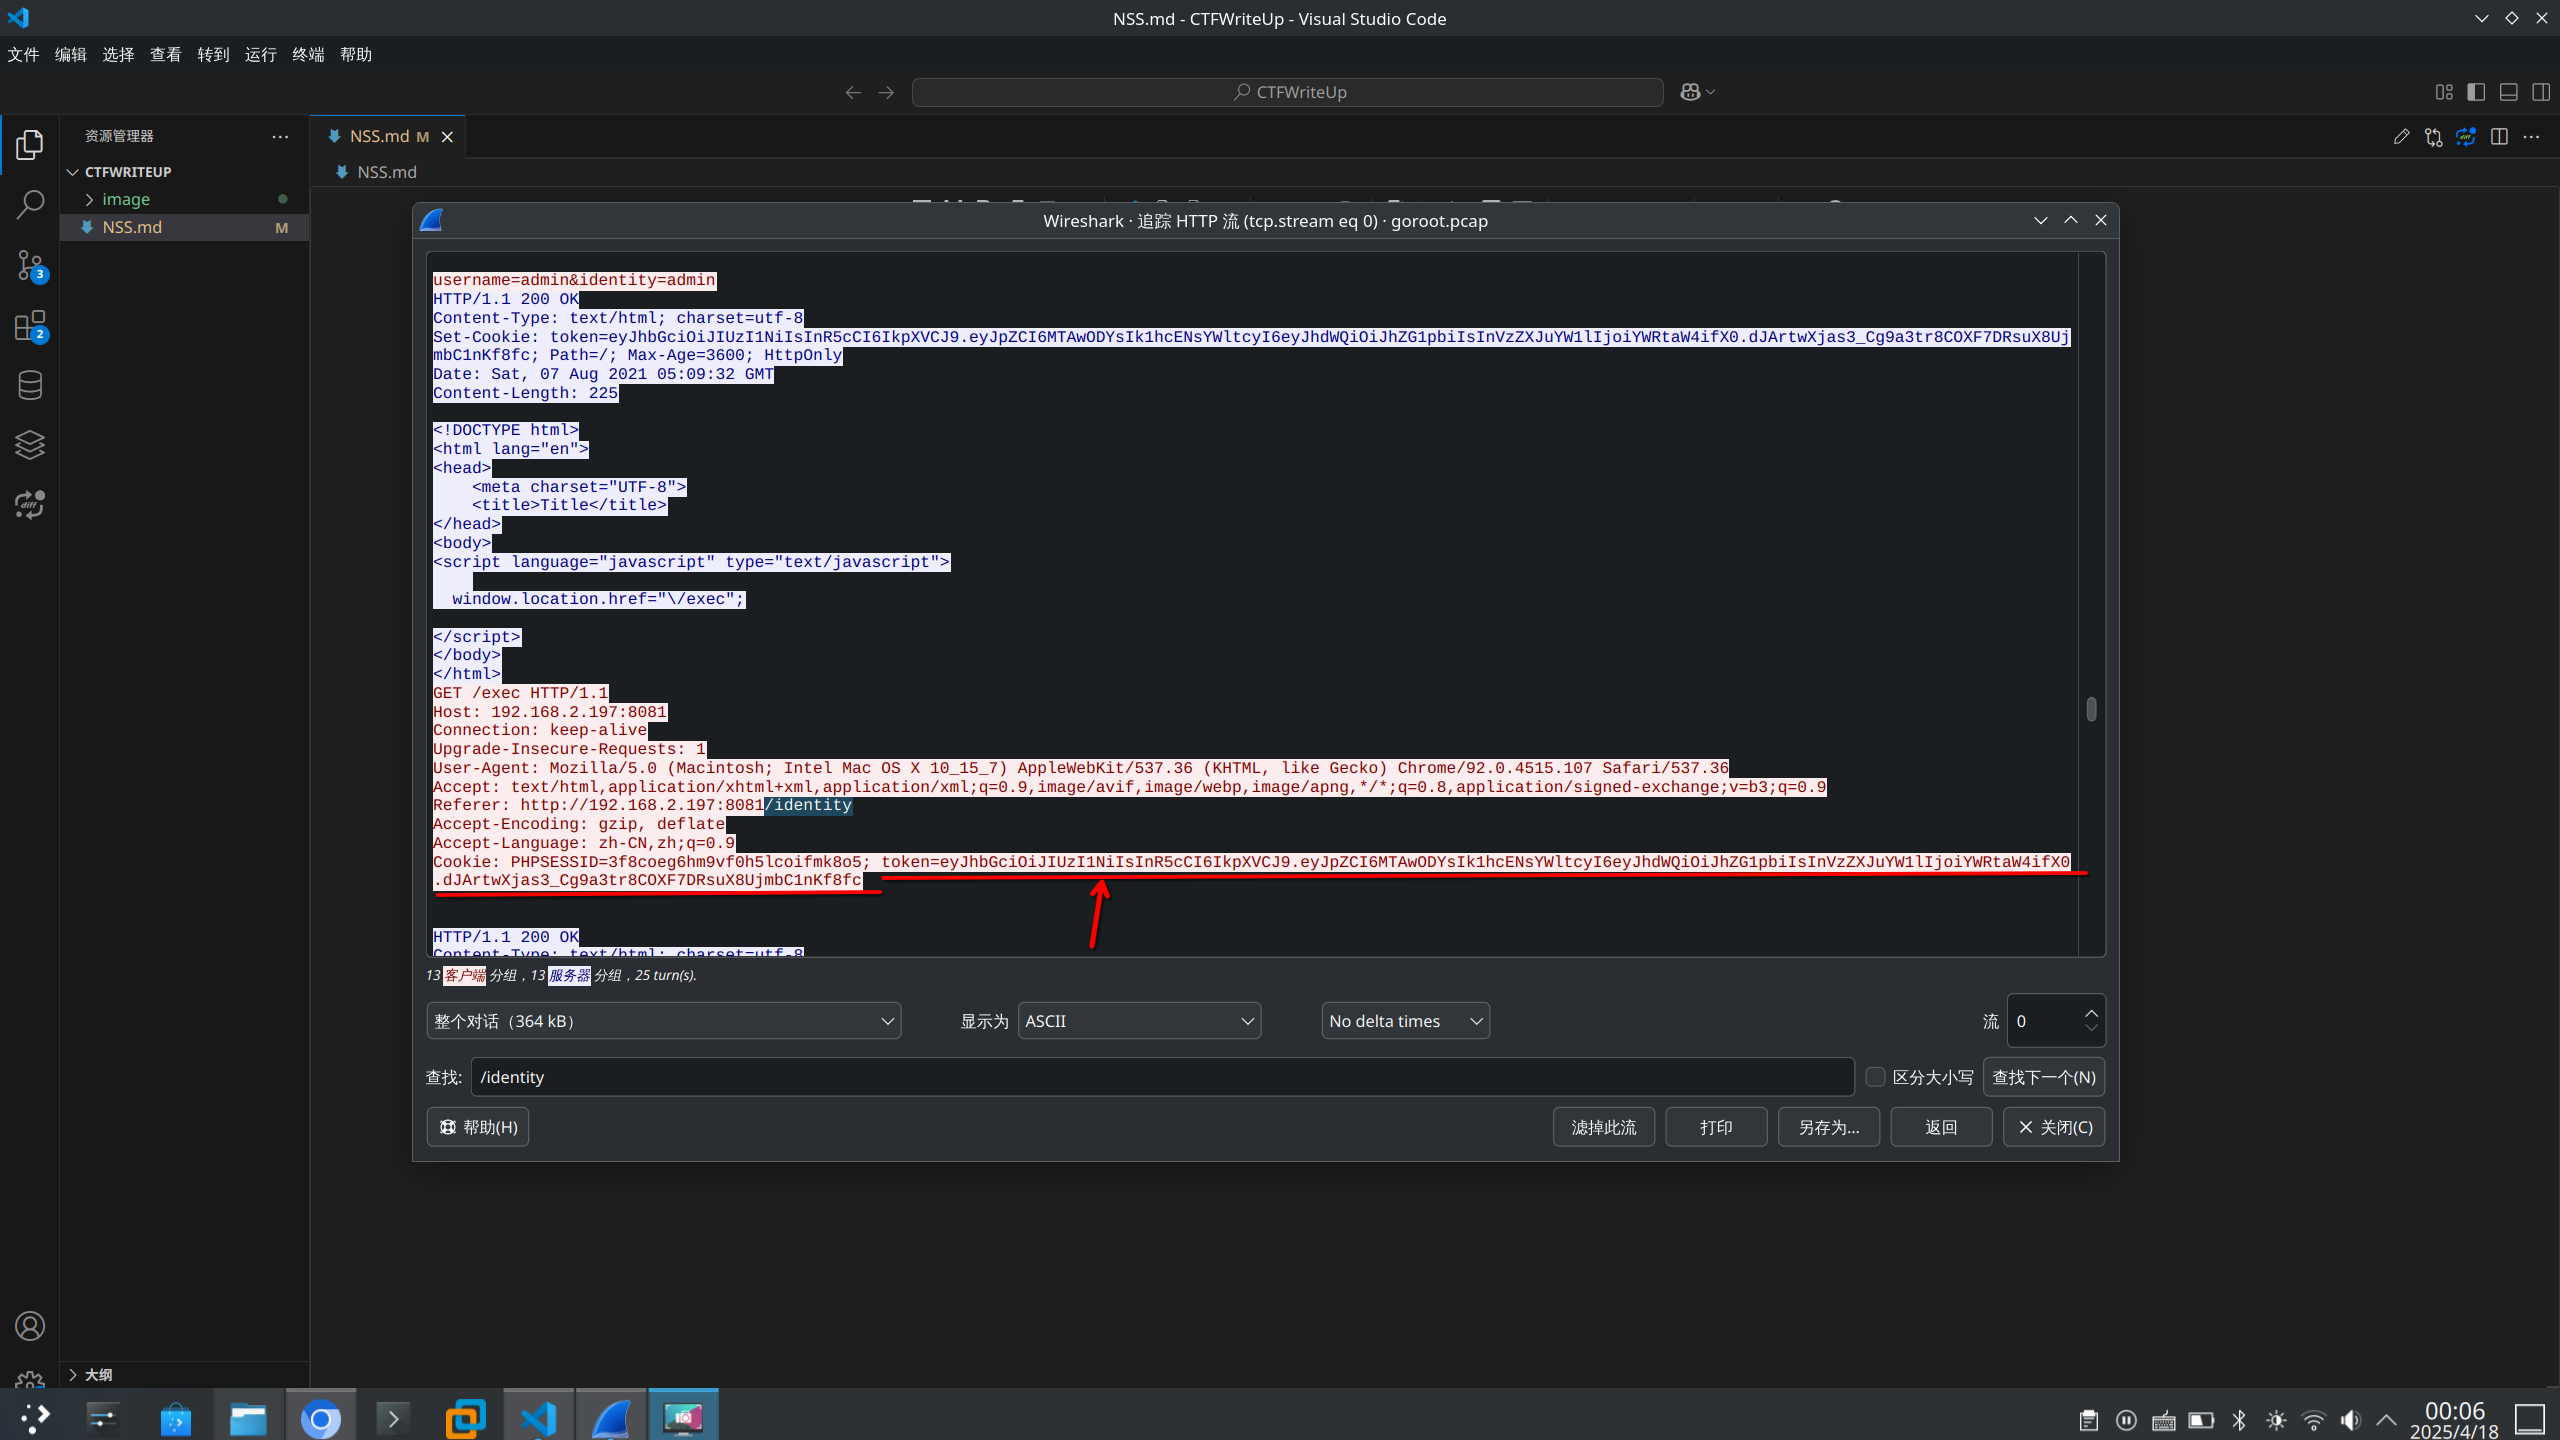 NSS.md - CTFWriteUp - Visual Studio Code
文件 编辑 选择 查看 转到 运行 终端 帮助
CTFWriteUp
资源管理器
NSS.md M
CTFWRITEUP
NSS.md
image
NSS.md M
3
2
Wireshark · 追踪 HTTP 流 (tcp.stream eq 0) · goroot.pcap
username=admin&identity=admin
HTTP/1.1 200 OK
Content-Type: text/html; charset=utf-8
Set-Cookie: token=eyJhbGciOiJIUzI1NiIsInR5cCI6IkpXVCJ9.eyJpZCI6MTAwODYsIk1hcENsYWltcyI6eyJhdWQiOiJhZG1pbiIsInVzZXJuYW1lIjoiYWRtaW4ifX0.dJArtwXjas3_Cg9a3tr8COXF7DRsuX8Uj
mbC1nKf8fc; Path=/; Max-Age=3600; HttpOnly
Date: Sat, 07 Aug 2021 05:09:32 GMT
Content-Length: 225
<!DOCTYPE html>
<html lang="en">
<head>
    <meta charset="UTF-8">
    <title>Title</title>
</head>
<body>
<script language="javascript" type="text/javascript">
  window.location.href="\/exec";
</script>
</body>
</html>
GET /exec HTTP/1.1
Host: 192.168.2.197:8081
Connection: keep-alive
Upgrade-Insecure-Requests: 1
User-Agent: Mozilla/5.0 (Macintosh; Intel Mac OS X 10_15_7) AppleWebKit/537.36 (KHTML, like Gecko) Chrome/92.0.4515.107 Safari/537.36
Accept: text/html,application/xhtml+xml,application/xml;q=0.9,image/avif,image/webp,image/apng,*/*;q=0.8,application/signed-exchange;v=b3;q=0.9
Referer: http://192.168.2.197:8081/identity
Accept-Encoding: gzip, deflate
Accept-Language: zh-CN,zh;q=0.9
Cookie: PHPSESSID=3f8coeg6hm9vf0h5lcoifmk8o5; token=eyJhbGciOiJIUzI1NiIsInR5cCI6IkpXVCJ9.eyJpZCI6MTAwODYsIk1hcENsYWltcyI6eyJhdWQiOiJhZG1pbiIsInVzZXJuYW1lIjoiYWRtaW4ifX0
.dJArtwXjas3_Cg9a3tr8COXF7DRsuX8UjmbC1nKf8fc
HTTP/1.1 200 OK
Content-Type: text/html; charset=utf-8
13 客户端 分组，13 服务器 分组，25 turn(s).
整个对话（364 kB） 显示为 ASCII No delta times 流 0
查找: /identity 区分大小写 查找下一个(N)
帮助(H) 滤掉此流 打印 另存为… 返回 关闭(C)
大纲
00:06
2025/4/18